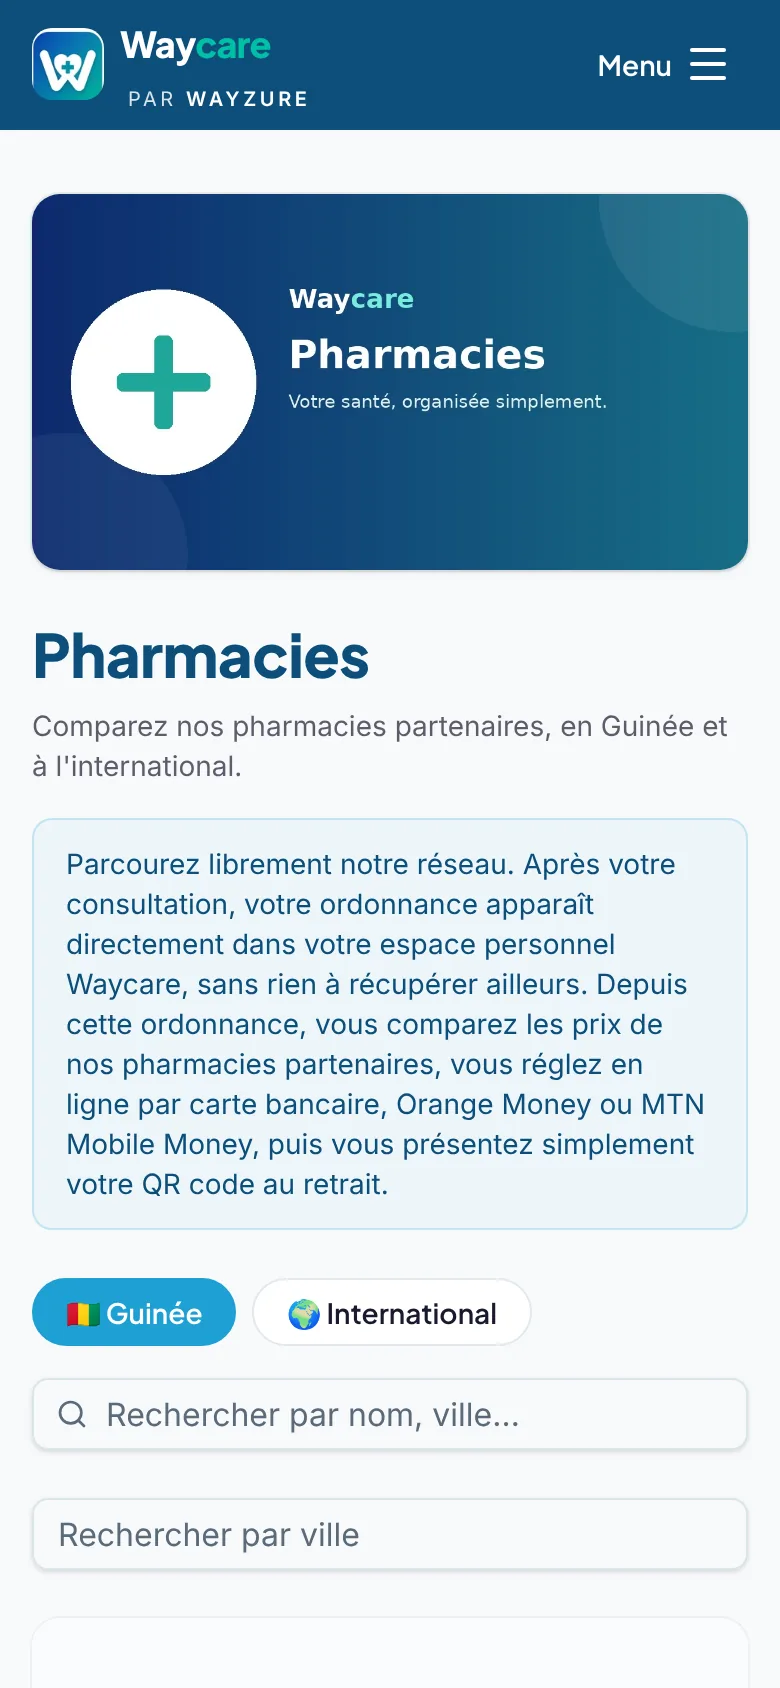 Waycare
PAR WAYZURE
Menu
Waycare
Pharmacies
Votre santé, organisée simplement.
Pharmacies
Comparez nos pharmacies partenaires, en Guinée et
à l'international.
Parcourez librement notre réseau. Après votre
consultation, votre ordonnance apparaît
directement dans votre espace personnel
Waycare, sans rien à récupérer ailleurs. Depuis
cette ordonnance, vous comparez les prix de
nos pharmacies partenaires, vous réglez en
ligne par carte bancaire, Orange Money ou MTN
Mobile Money, puis vous présentez simplement
votre QR code au retrait.
🇬🇳 Guinée
🌍 International
Rechercher par nom, ville...
Rechercher par ville